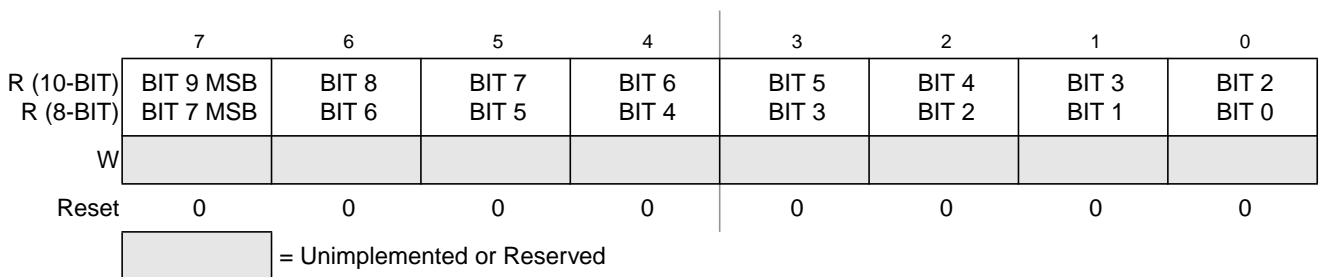 7 6 5 4 3 2 1 0
R (10-BIT) BIT 9 MSB BIT 8 BIT 7 BIT 6 BIT 5 BIT 4 BIT 3 BIT 2
R (8-BIT) BIT 7 MSB BIT 6 BIT 5 BIT 4 BIT 3 BIT 2 BIT 1 BIT 0
W
Reset 0 0 0 0 0 0 0 0
= Unimplemented or Reserved